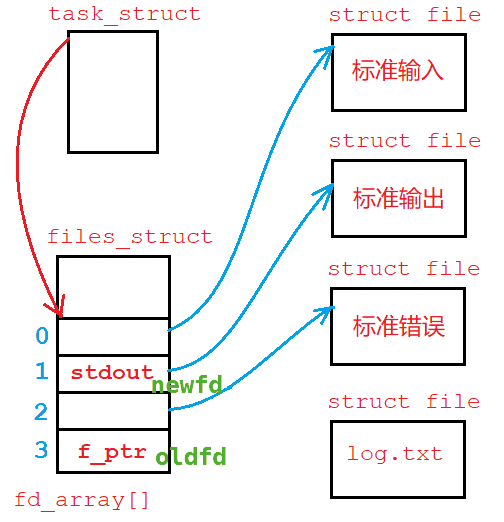 task_struct
struct file
标准输入
struct file
标准输出
files_struct
struct file
标准错误
0
1 stdout newfd
2
3 f_ptr oldfd
struct file
log.txt
fd_array[]